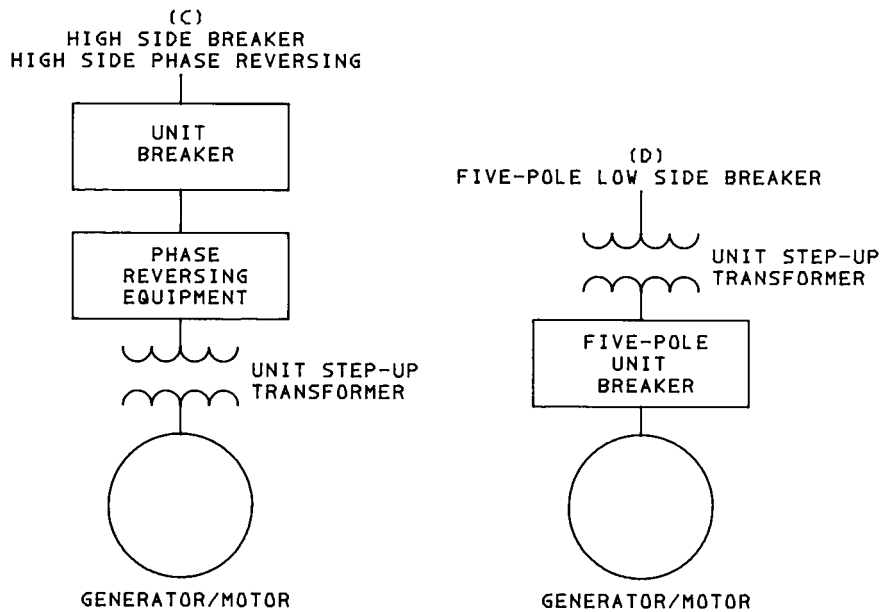 (C)
HIGH SIDE BREAKER
HIGH SIDE PHASE REVERSING
UNIT
BREAKER
PHASE
REVERSING
EQUIPMENT
UNIT STEP-UP
TRANSFORMER
GENERATOR/MOTOR
(D)
FIVE-POLE LOW SIDE BREAKER
UNIT STEP-UP
TRANSFORMER
FIVE-POLE
UNIT
BREAKER
GENERATOR/MOTOR